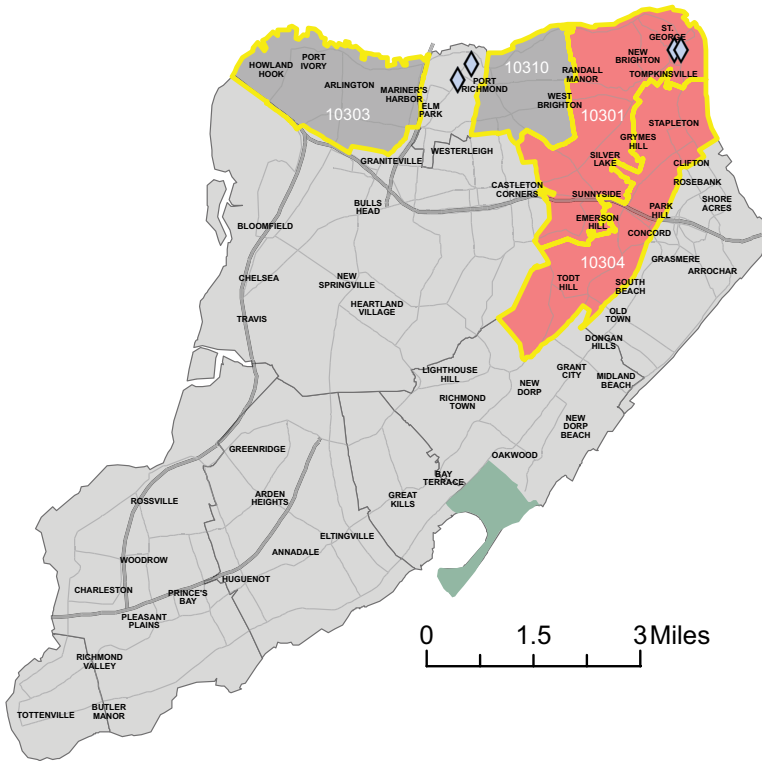 ST.
GEORGE
PORT
IVORY
NEW
BRIGHTON
HOWLAND
HOOK
10310
RANDALL
MANOR
TOMPKINSVILLE
ARLINGTON
MARINER'S
HARBOR
PORT
RICHMOND
ELM
PARK
WEST
BRIGHTON
10303
10301
STAPLETON
GRYMES
HILL
WESTERLEIGH
GRANITEVILLE
SILVER
LAKE
CLIFTON
ROSEBANK
CASTLETON
CORNERS
SUNNYSIDE
SHORE
ACRES
BULLS
HEAD
PARK
HILL
EMERSON
HILL
BLOOMFIELD
CONCORD
GRASMERE
10304
ARROCHAR
CHELSEA
NEW
SPRINGVILLE
TODT
HILL
SOUTH
BEACH
HEARTLAND
VILLAGE
TRAVIS
OLD
TOWN
DONGAN
HILLS
LIGHTHOUSE
HILL
GRANT
CITY
MIDLAND
BEACH
NEW
DORP
RICHMOND
TOWN
NEW
DORP
BEACH
GREENRIDGE
OAKWOOD
BAY
TERRACE
ROSSVILLE
ARDEN
HEIGHTS
GREAT
KILLS
ELTINGVILLE
ANNADALE
WOODROW
HUGUENOT
CHARLESTON
PRINCE'S
BAY
PLEASANT
PLAINS
RICHMOND
VALLEY
TOTTENVILLE
BUTLER
MANOR
0 1.5 3 Miles